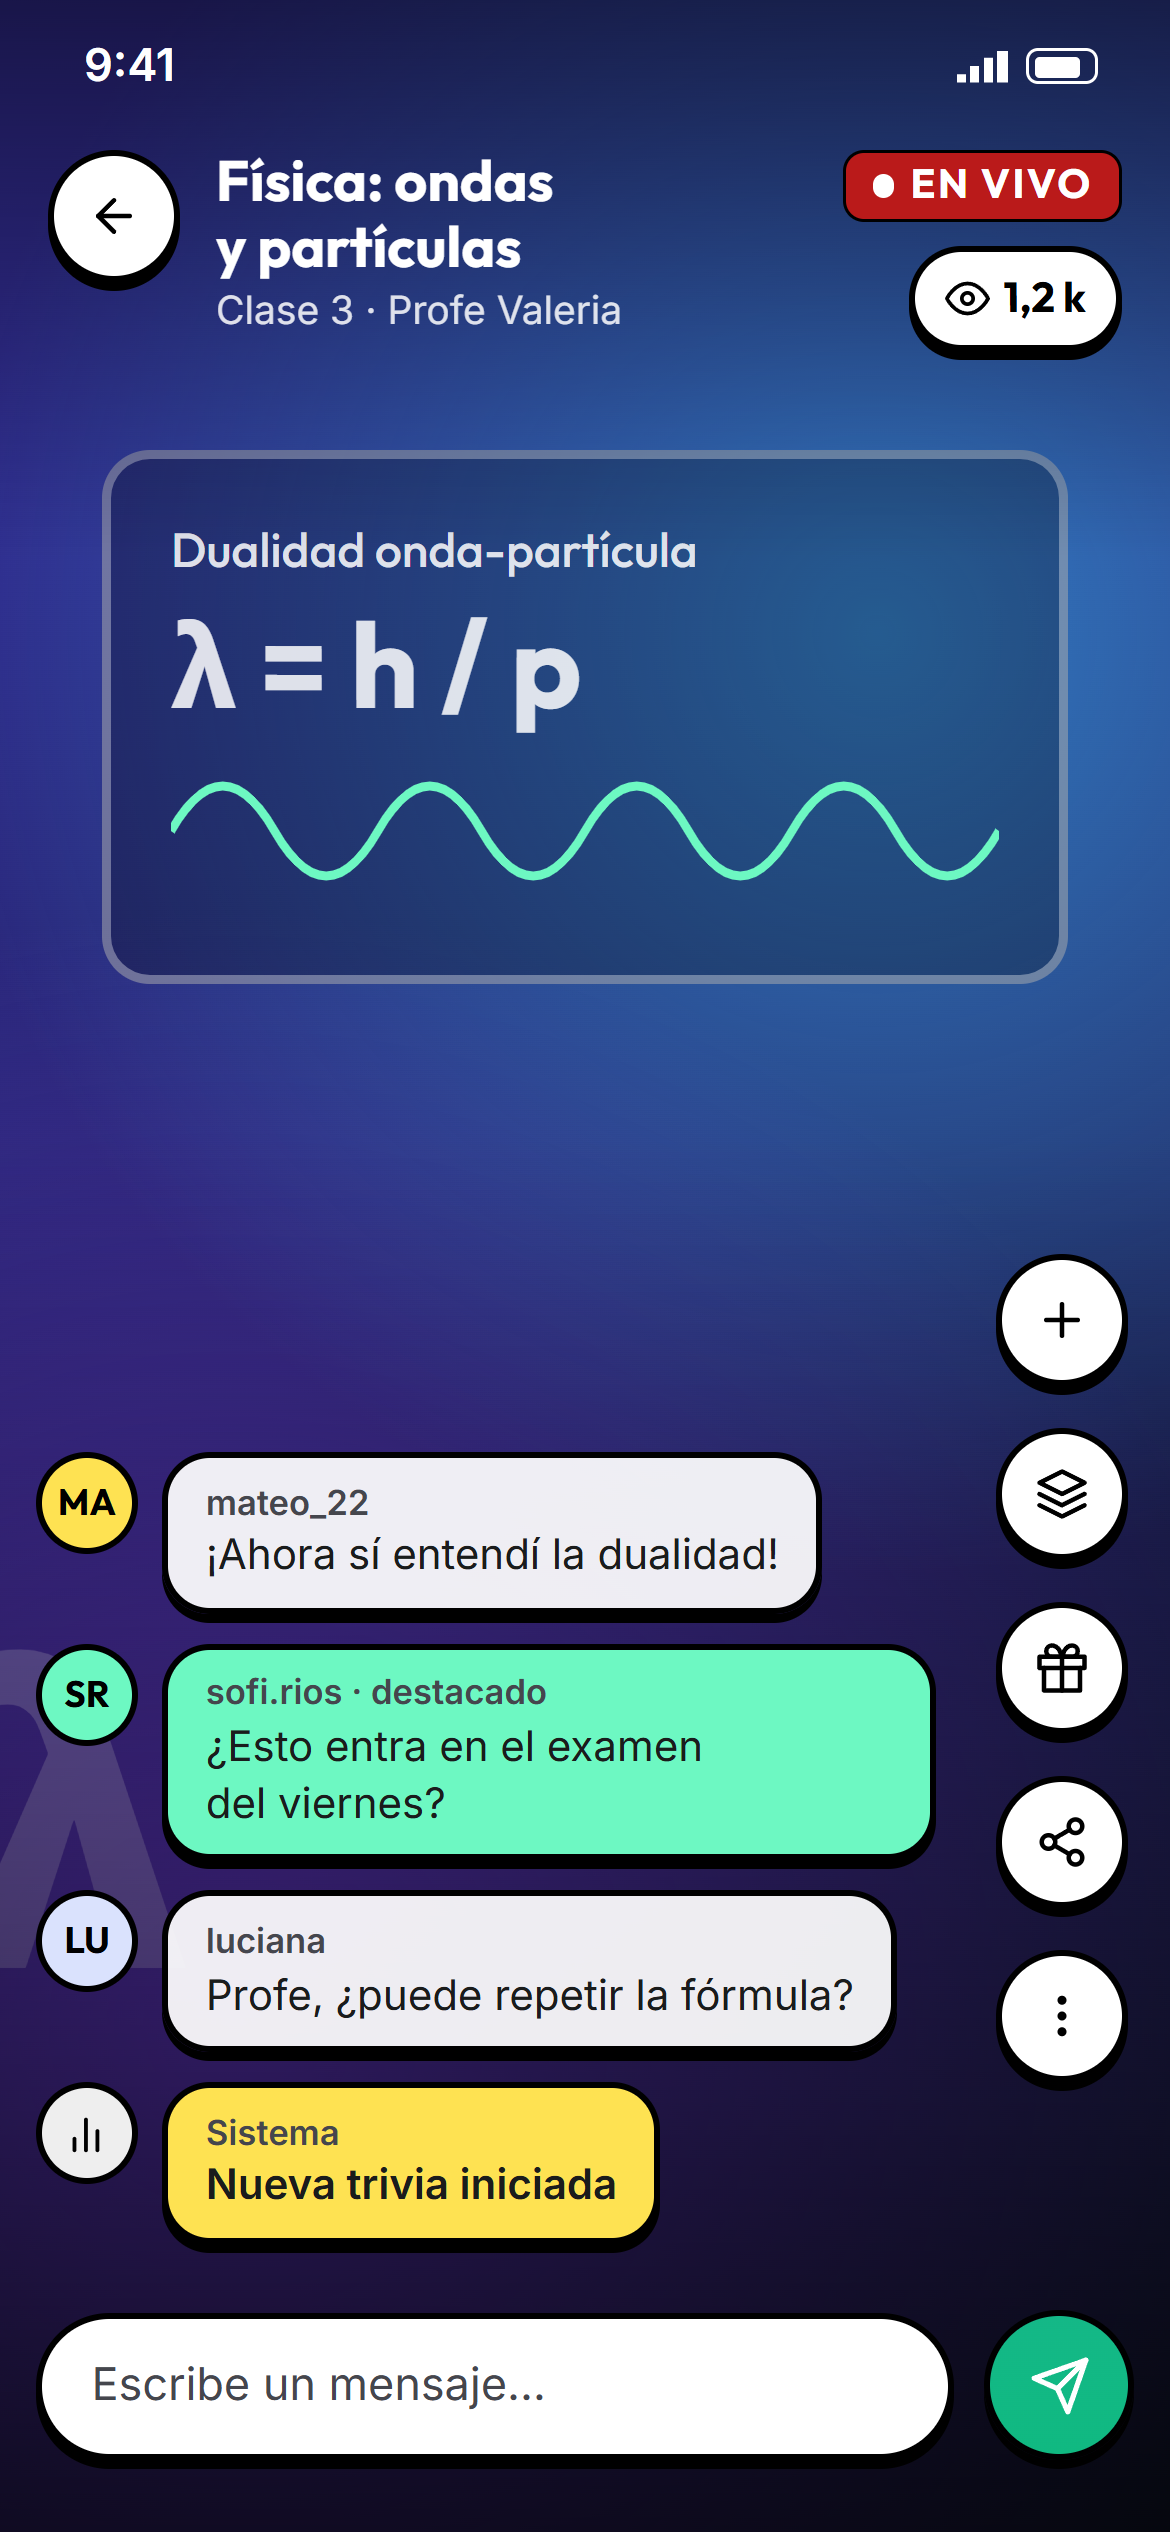 9:41
Física: ondas
y partículas
Clase 3 · Profe Valeria
EN VIVO
1,2 k
Dualidad onda-partícula
λ = h / p
MA
mateo_22
¡Ahora sí entendí la dualidad!
λ
SR
sofi.rios · destacado
¿Esto entra en el examen
del viernes?
LU
luciana
Profe, ¿puede repetir la fórmula?
Sistema
Nueva trivia iniciada
Escribe un mensaje...